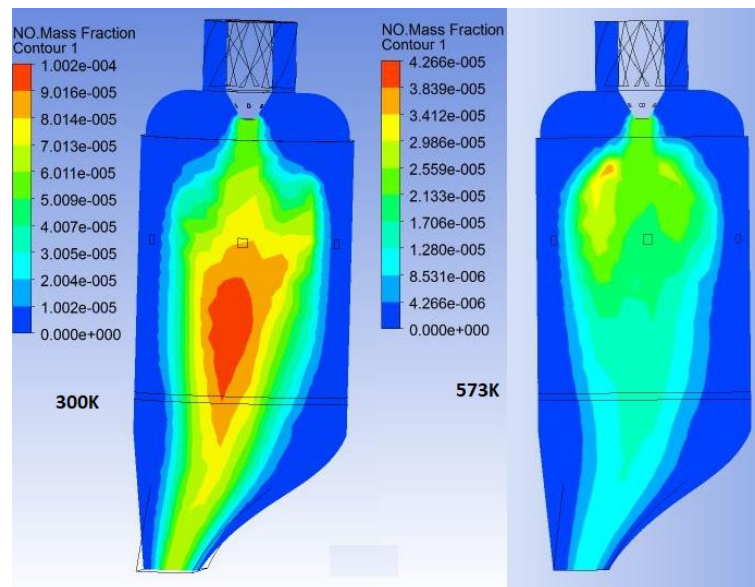 NO.Mass Fraction
Contour 1
1.002e-004
9.016e-005
8.014e-005
7.013e-005
6.011e-005
5.009e-005
4.007e-005
3.005e-005
2.004e-005
1.002e-005
0.000e+000
300K
NO.Mass Fraction
Contour 1
4.266e-005
3.839e-005
3.412e-005
2.986e-005
2.559e-005
2.133e-005
1.706e-005
1.280e-005
8.531e-006
4.266e-006
0.000e+000
573K